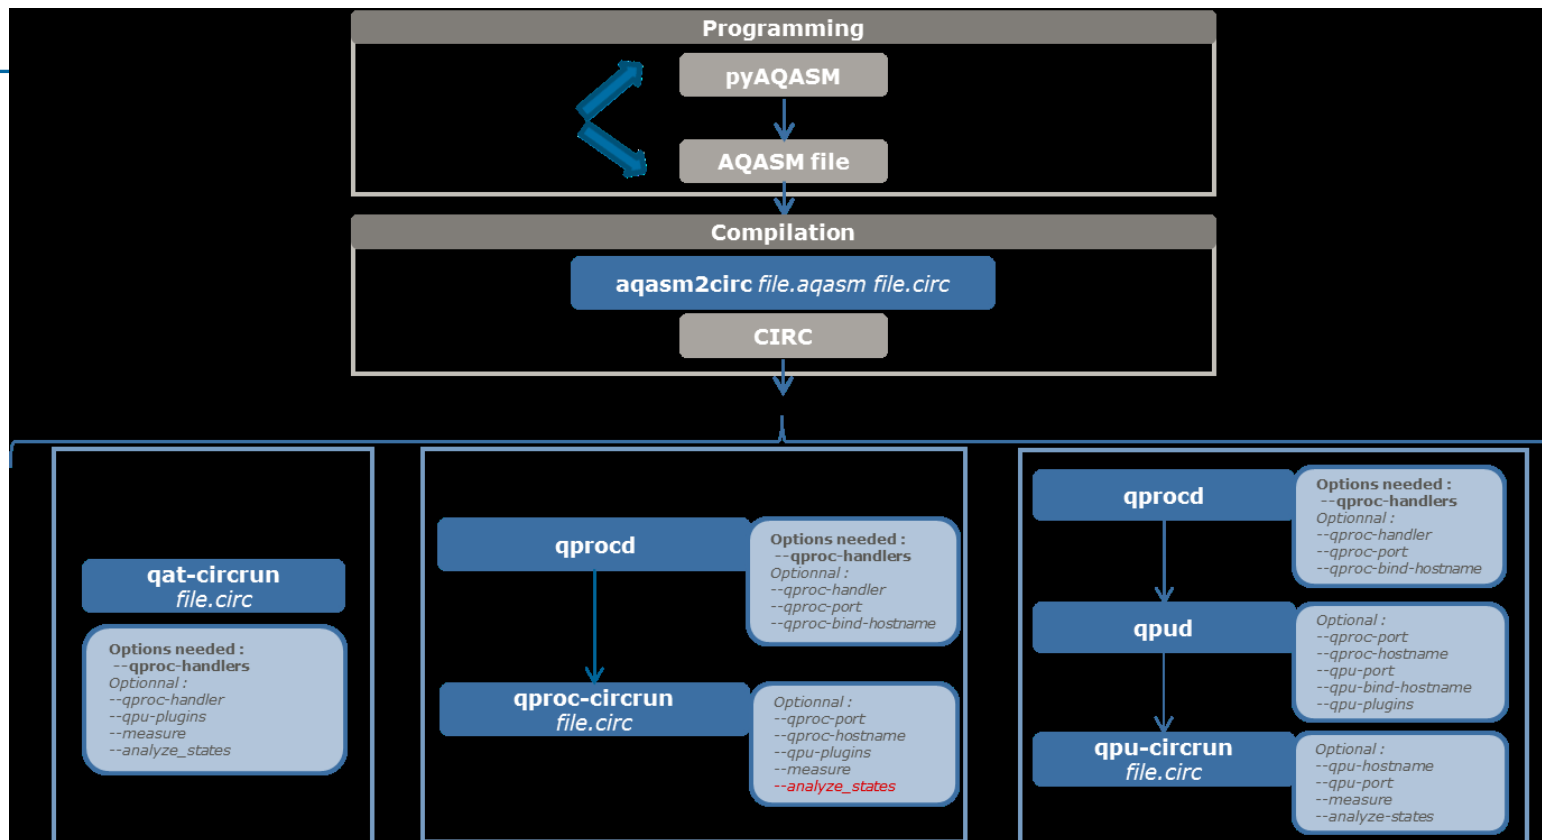 Programming
pyAQASM
AQASM file
Compilation
aqasm2circ file.aqasm file.circ
CIRC
qat-circrun
file.circ
Options needed :
--qproc-handlers
Optionnal :
--qproc-handler
--qpu-plugins
--measure
--analyze_states
qprocd
Options needed :
--qproc-handlers
Optionnal :
--qproc-handler
--qproc-port
--qproc-bind-hostname
qproc-circrun
file.circ
Optionnal :
--qproc-port
--qproc-hostname
--qpu-plugins
--measure
--analyze_states
qprocd
Options needed :
--qproc-handlers
Optionnal :
--qproc-handler
--qproc-port
--qproc-bind-hostname
qpud
Optional :
--qproc-port
--qproc-hostname
--qpu-port
--qpu-bind-hostname
--qpu-plugins
qpu-circrun
file.circ
Optional :
--qpu-hostname
--qpu-port
--measure
--analyze-states